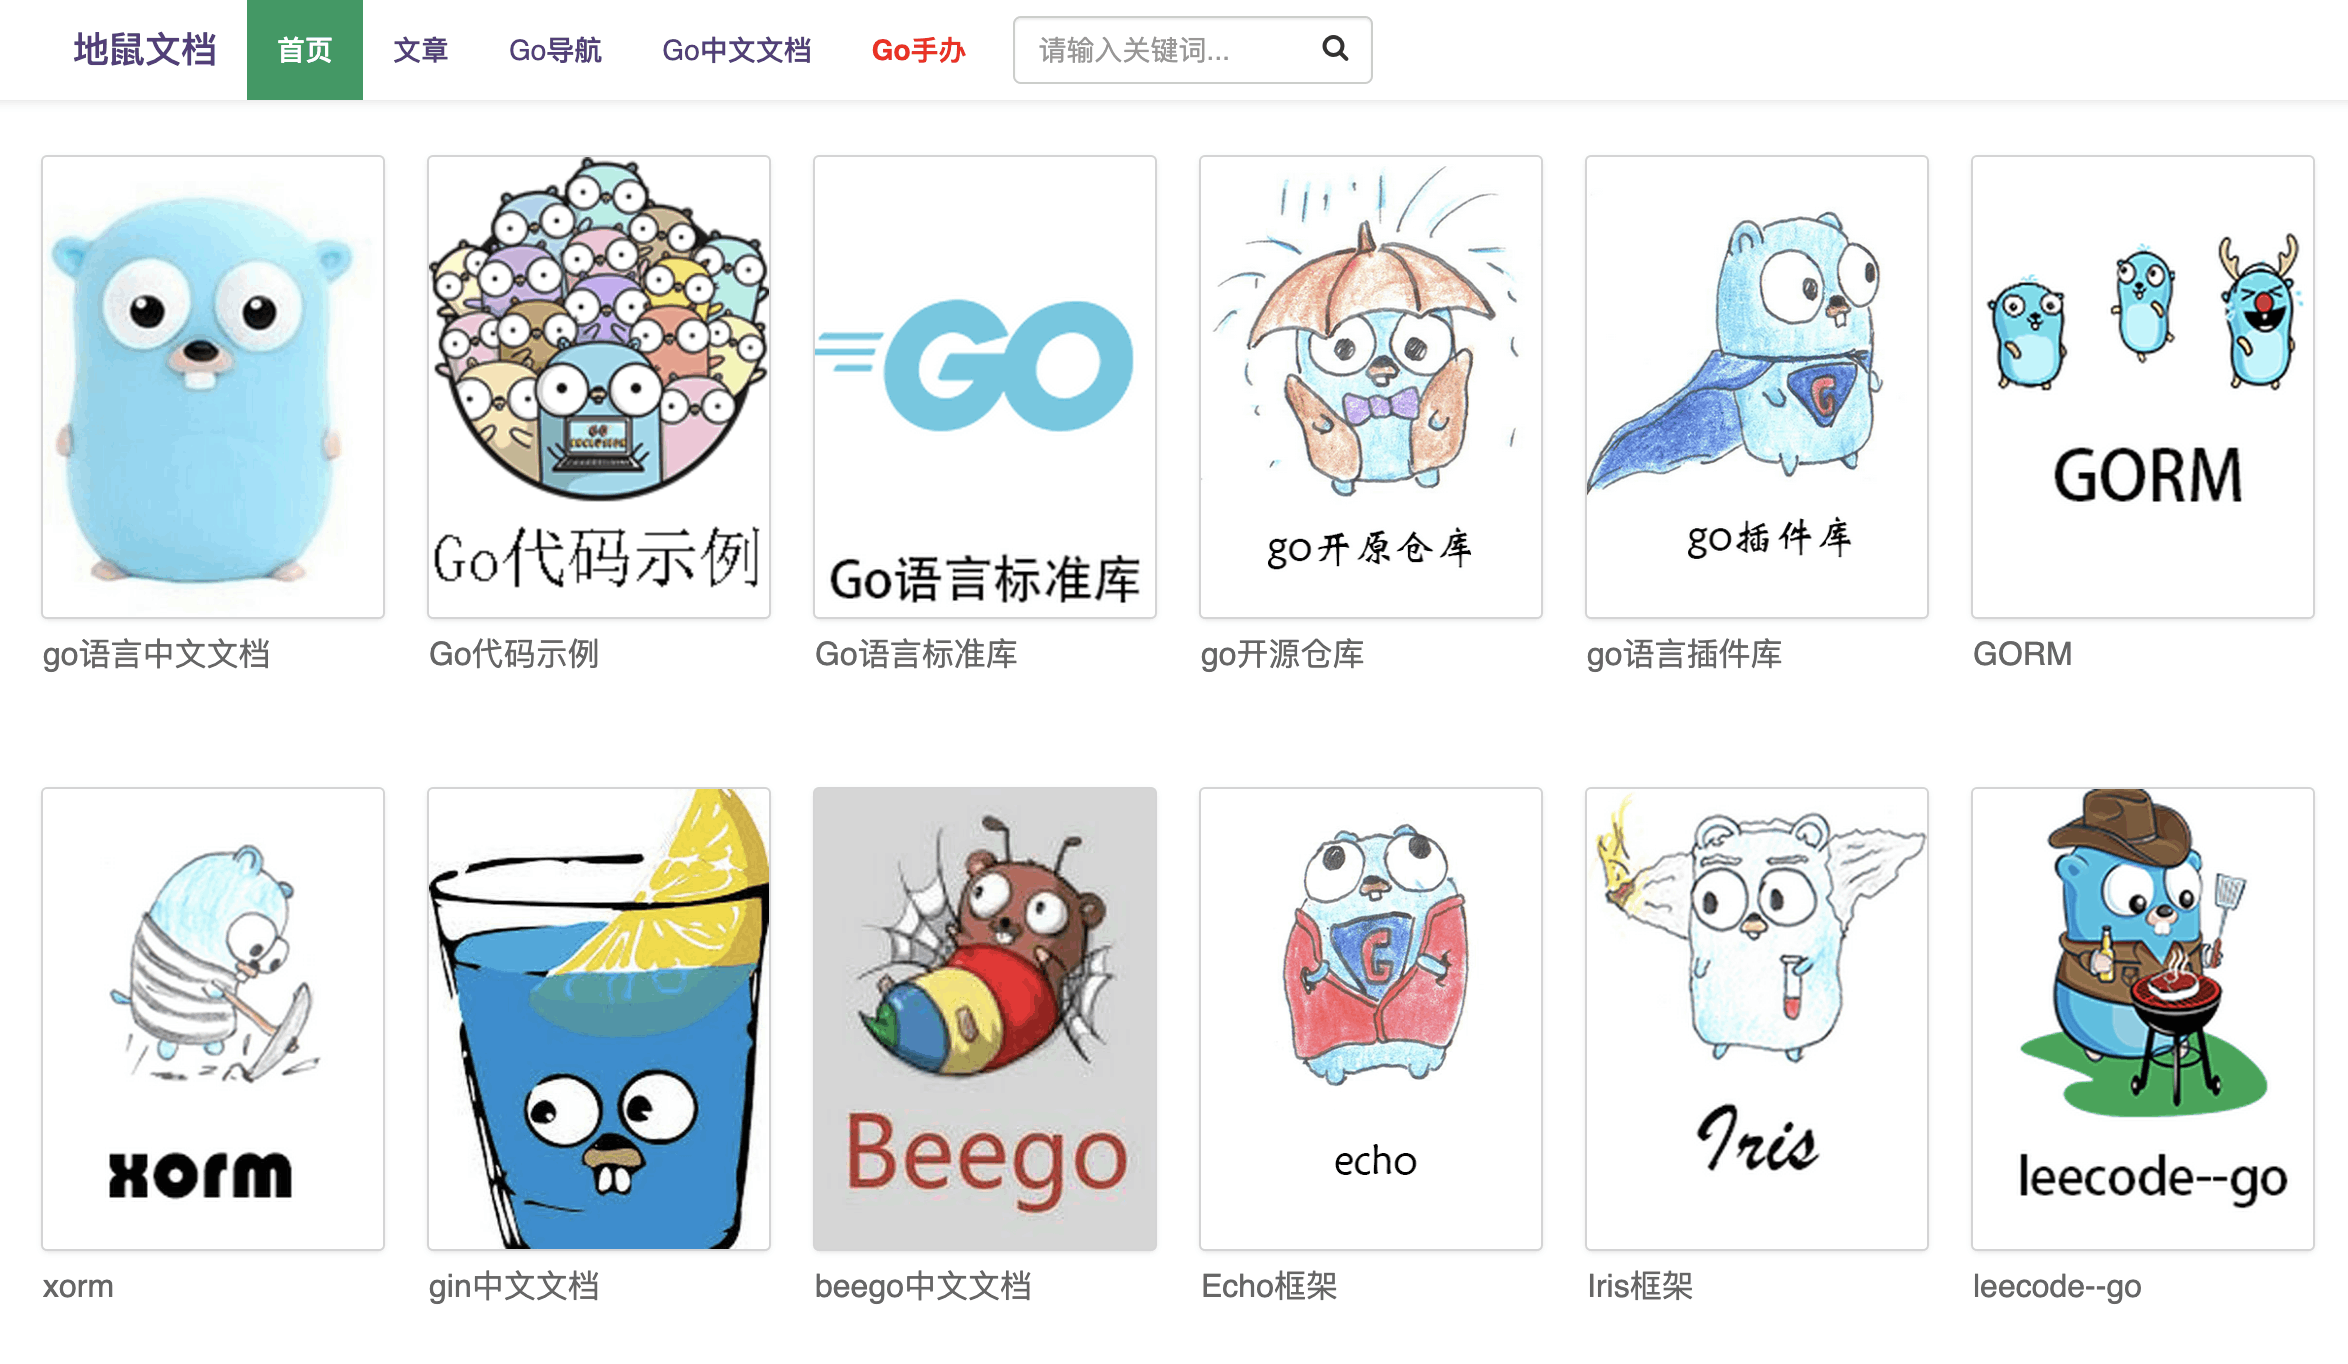 地鼠文档 首页 文章 Go导航 Go中文文档 Go手办 请输入关键词...
GO
G
G
GO
GORM
go开原仓库
go插件库
Go代码示例
Go语言标准库
go语言中文文档
Go代码示例
Go语言标准库
go开源仓库
go语言插件库
GORM
G
xorm
Beego
echo
Iris
leecode--go
xorm
gin中文文档
beego中文文档
Echo框架
Iris框架
leecode--go